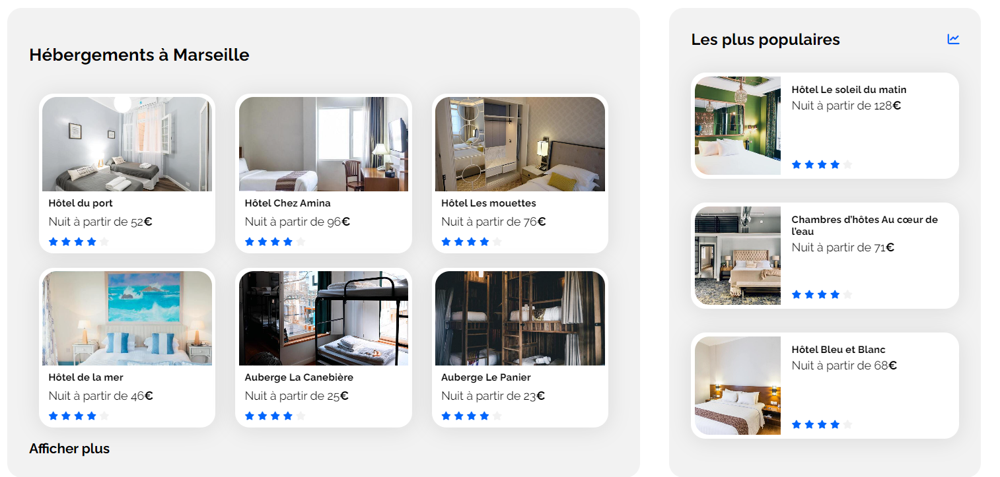 Hébergements à Marseille
Hôtel du port
Nuit à partir de 52€
Hôtel Chez Amina
Nuit à partir de 96€
Hôtel Les mouettes
Nuit à partir de 76€
Hôtel de la mer
Nuit à partir de 46€
Auberge La Canebière
Nuit à partir de 25€
Auberge Le Panier
Nuit à partir de 23€
Afficher plus
Les plus populaires
Hôtel Le soleil du matin
Nuit à partir de 128€
Chambres d’hôtes Au cœur de
l’eau
Nuit à partir de 71€
Hôtel Bleu et Blanc
Nuit à partir de 68€